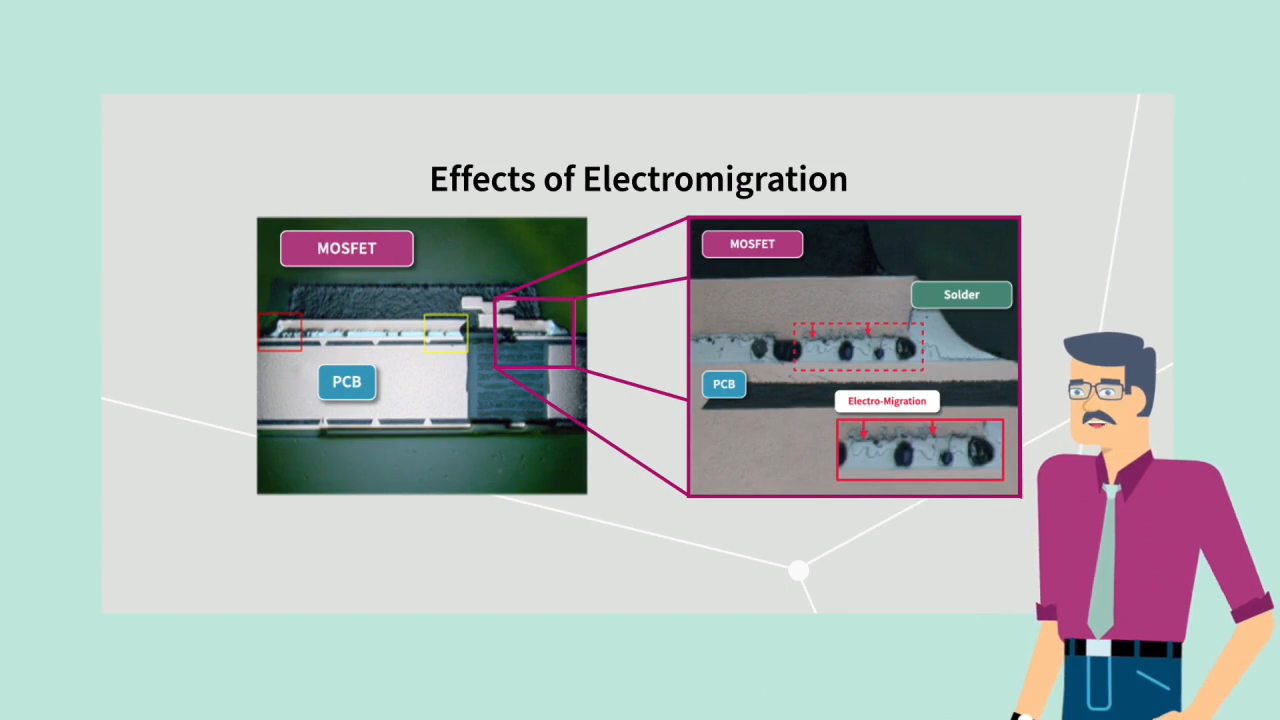 Effects of Electromigration
MOSFET
PCB
MOSFET
Solder
PCB
Electro-Migration